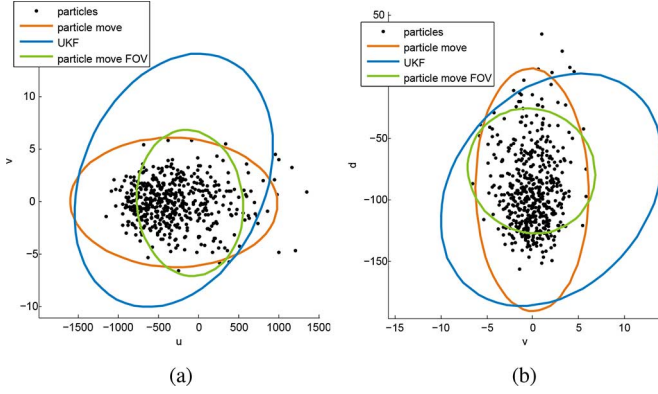 particles
particle move
UKF
particle move FOV
10
5
0
−5
−10
v
−1500 −1000 −500 0 500 1000 1500
u
(a)
50
particles
particle move
UKF
particle move FOV
−50
−100
−150
d
−15 −10 −5 0 5 10
v
(b)